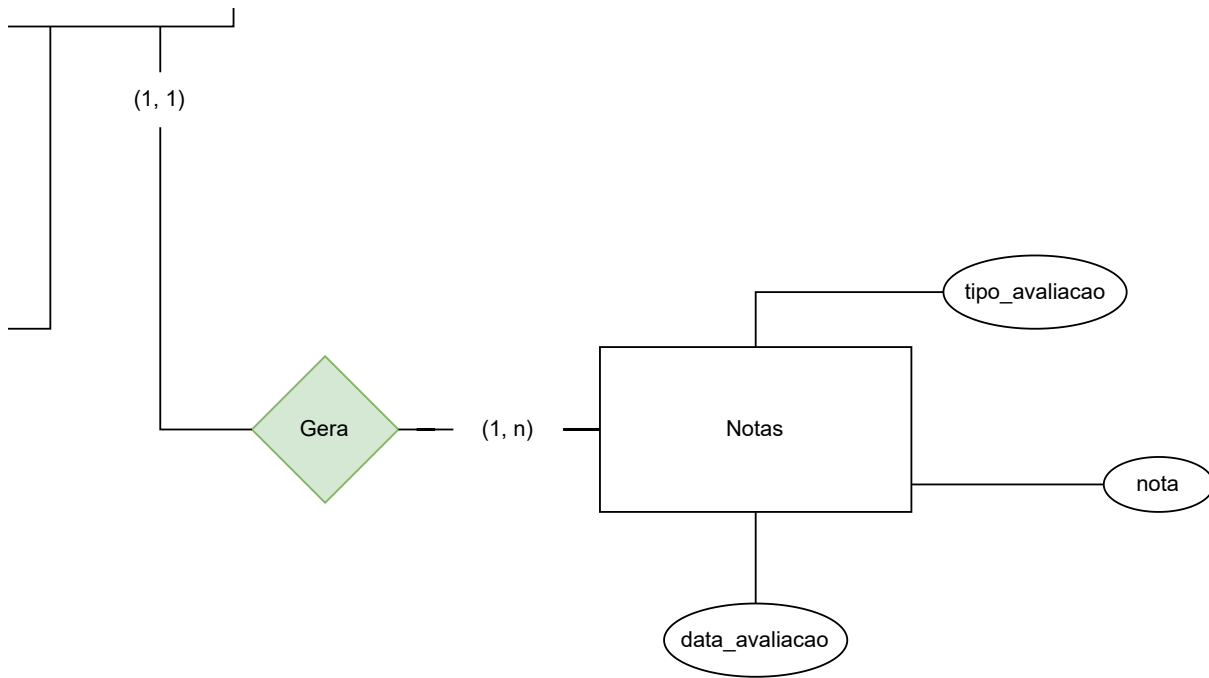 (1, 1)
tipo_avaliacao
Gera
(1, n)
Notas
nota
data_avaliacao